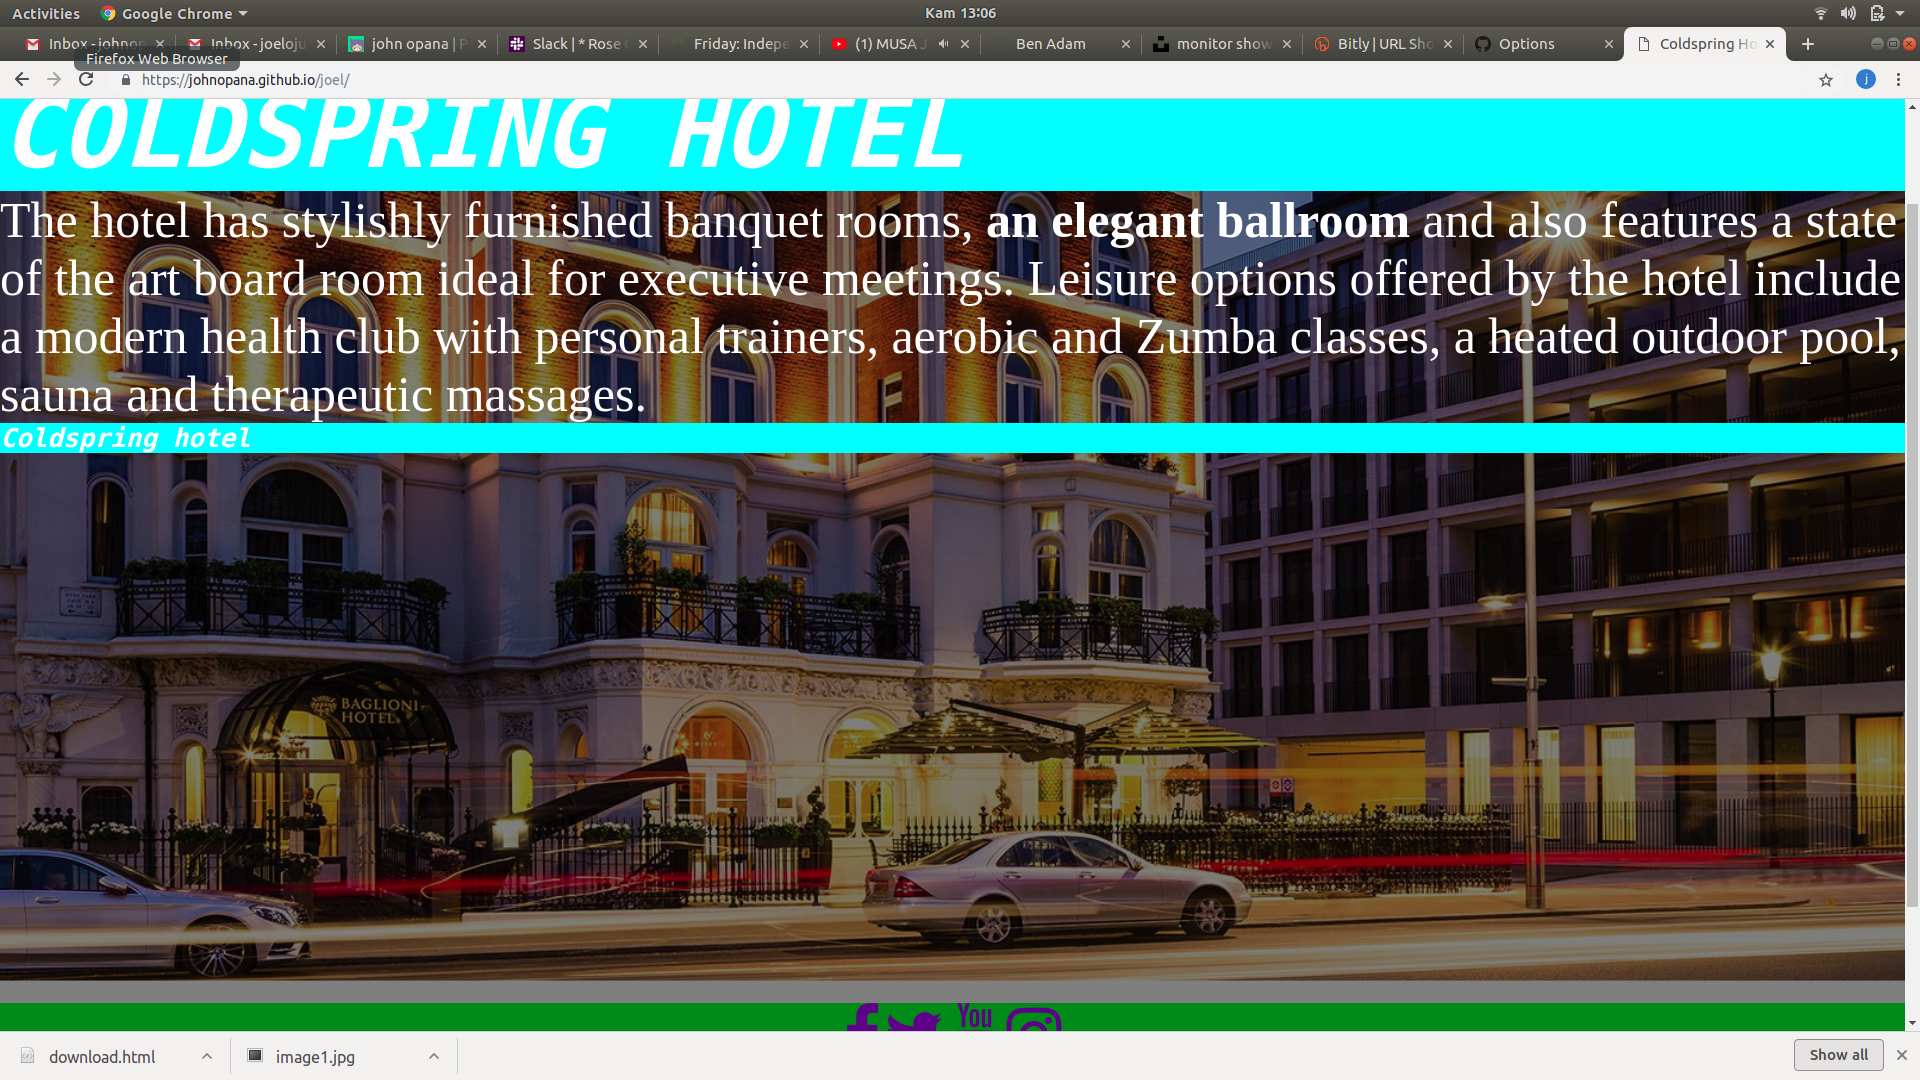 Activities Google Chrome Kam 13:06
Inbox - johnop Inbox - joeloju john opana | P Slack | * Rose Friday: Indepe (1) MUSA J Ben Adam monitor show Bitly | URL Sho Options Coldspring Ho
Firefox Web Browser
https://johnopana.github.io/joel/ j
COLDSPRING HOTEL
The hotel has stylishly furnished banquet rooms, an elegant ballroom and also features a state
of the art board room ideal for executive meetings. Leisure options offered by the hotel include
a modern health club with personal trainers, aerobic and Zumba classes, a heated outdoor pool,
sauna and therapeutic massages.
Coldspring hotel
BAGLIONI
HOTEL
You
download.html image1.jpg Show all